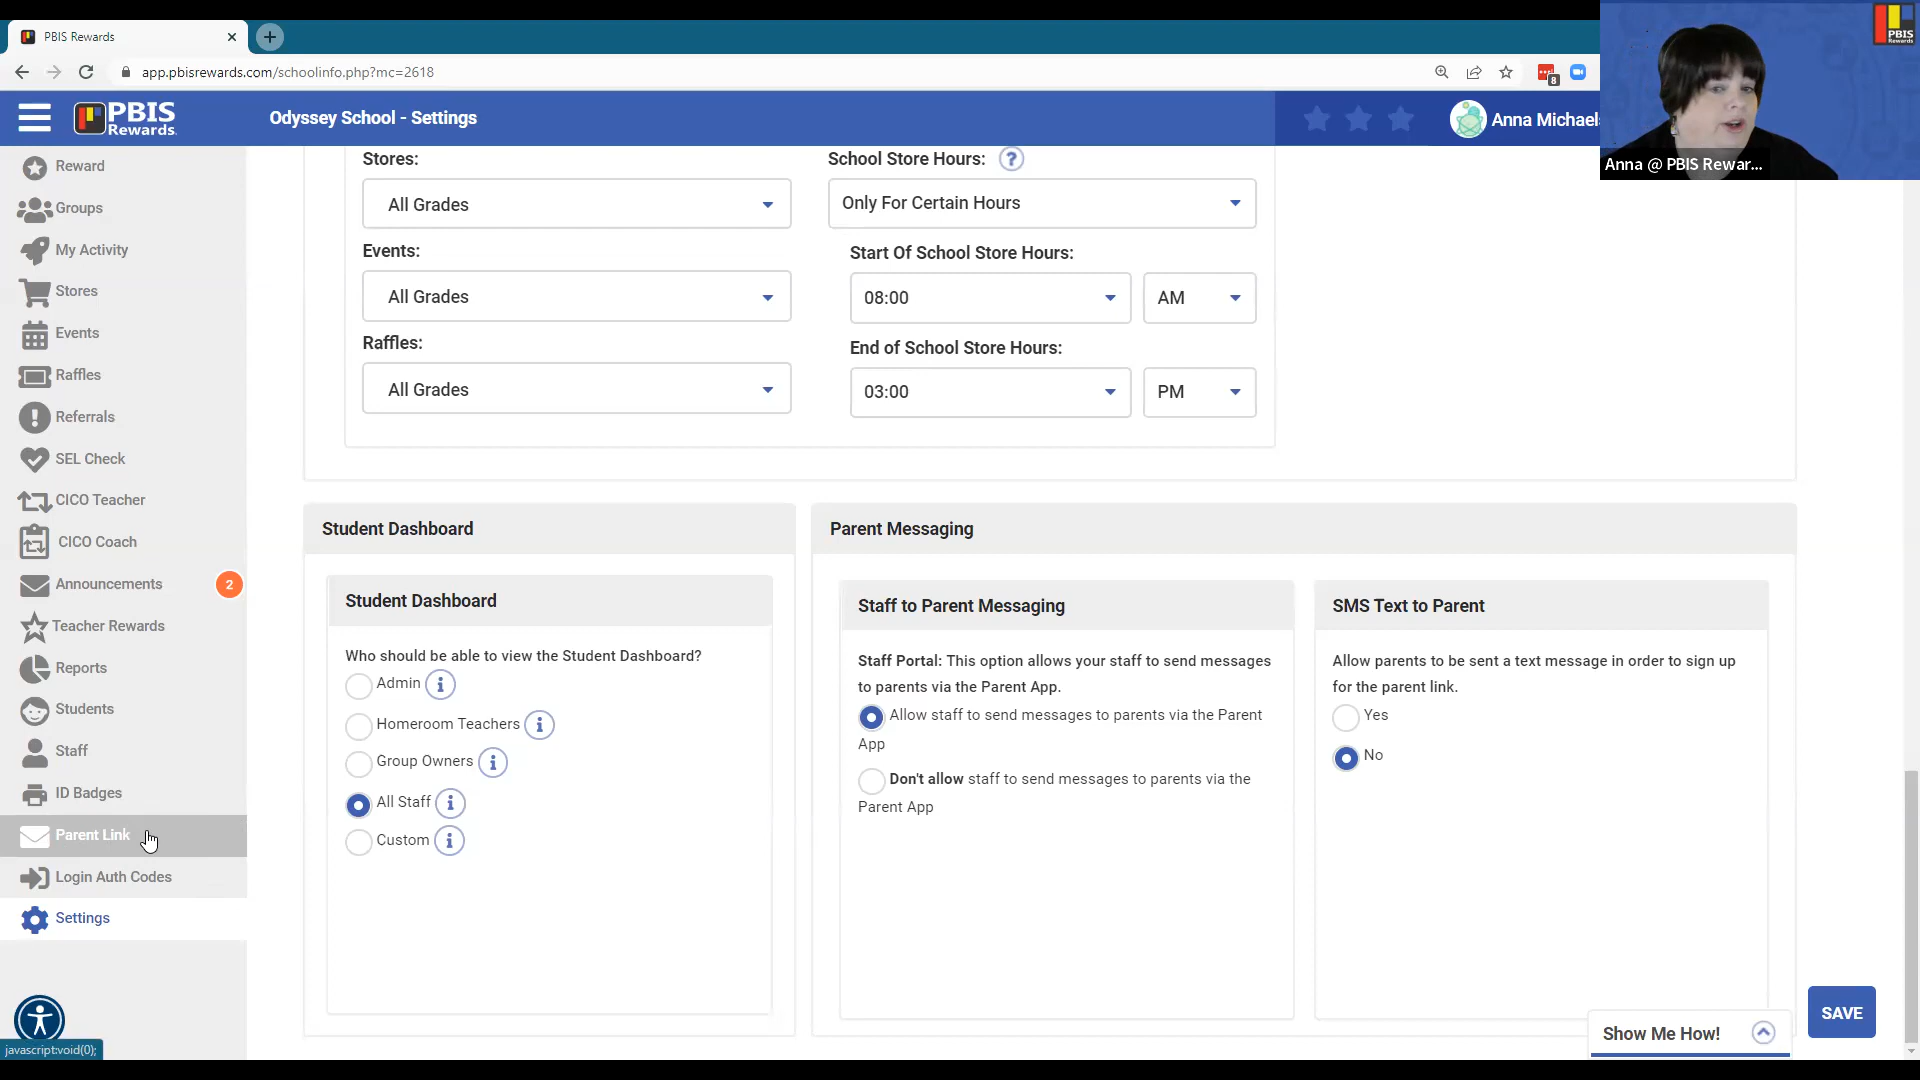 PBIS Rewards
app.pbisrewards.com/schoolinfo.php?mc=2618
8
PBIS
Rewards
PBIS
Rewards
Odyssey School - Settings
Anna @ PBIS Rewar...
Reward
Groups
My Activity
Stores
Events
Raffles
Referrals
SEL Check
CICO Teacher
CICO Coach
Announcements
2
Teacher Rewards
Reports
Students
Staff
ID Badges
Parent Link
Login Auth Codes
Settings
javascript:void(0);
Stores:
All Grades
Events:
All Grades
Raffles:
All Grades
School Store Hours: ?
Only For Certain Hours
Start Of School Store Hours:
08:00 AM
End of School Store Hours:
03:00 PM
Student Dashboard
Student Dashboard
Who should be able to view the Student Dashboard?
Admin i
Homeroom Teachers i
Group Owners i
All Staff i
Custom i
Parent Messaging
Staff to Parent Messaging
Staff Portal: This option allows your staff to send messages
to parents via the Parent App.
Allow staff to send messages to parents via the Parent
App
Don't allow staff to send messages to parents via the
Parent App
SMS Text to Parent
Allow parents to be sent a text message in order to sign up
for the parent link.
Yes
No
SAVE
Show Me How!